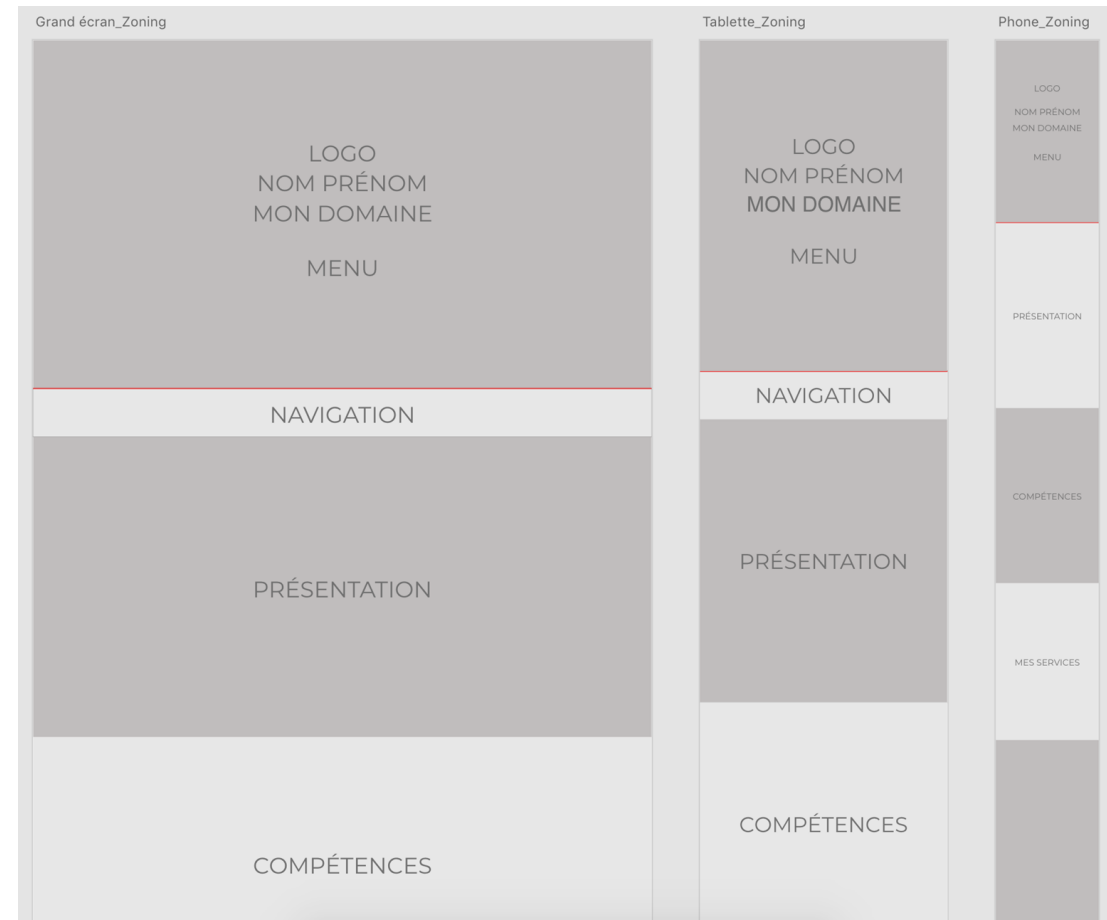 Grand écran_Zoning
LOGO
NOM PRÉNOM
MON DOMAINE
MENU
NAVIGATION
PRÉSENTATION
COMPÉTENCES
Tablette_Zoning
LOGO
NOM PRÉNOM
MON DOMAINE
MENU
NAVIGATION
PRÉSENTATION
COMPÉTENCES
Phone_Zoning
LOGO
NOM PRÉNOM
MON DOMAINE
MENU
PRÉSENTATION
COMPÉTENCES
MES SERVICES